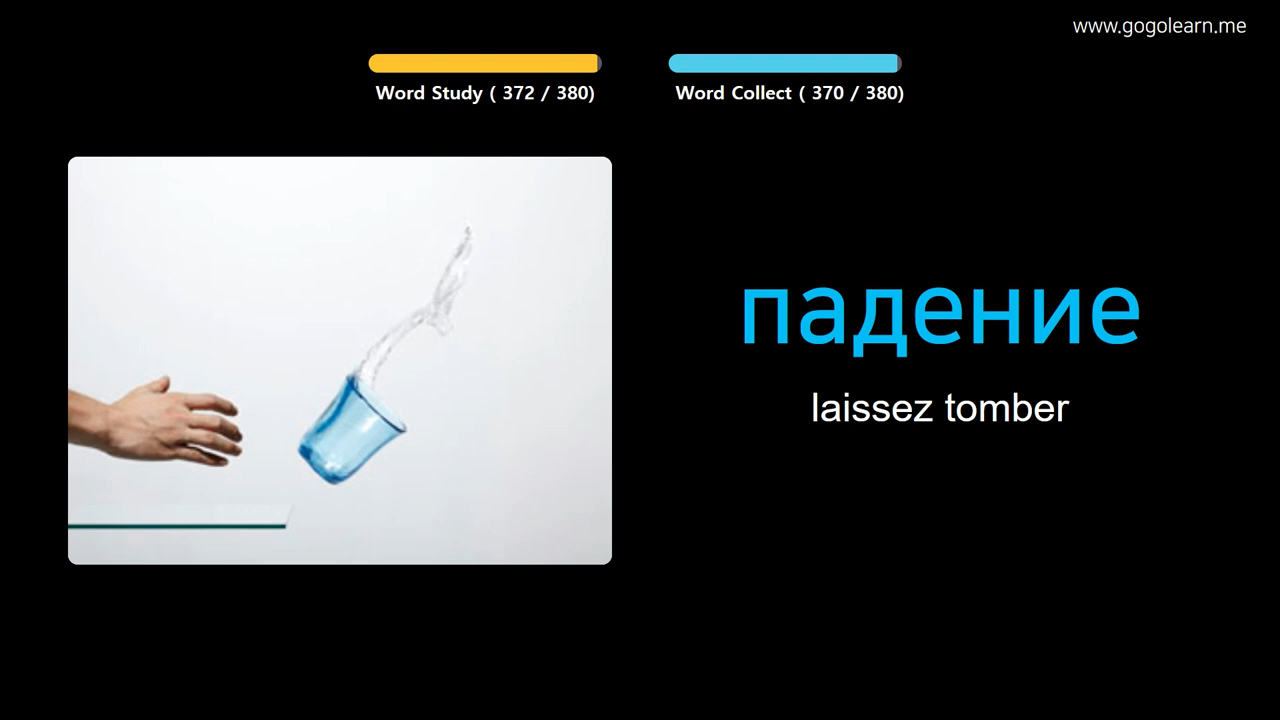 www.gogolearn.me
Word Study ( 372 / 380)
Word Collect ( 370 / 380)
падение
laissez tomber